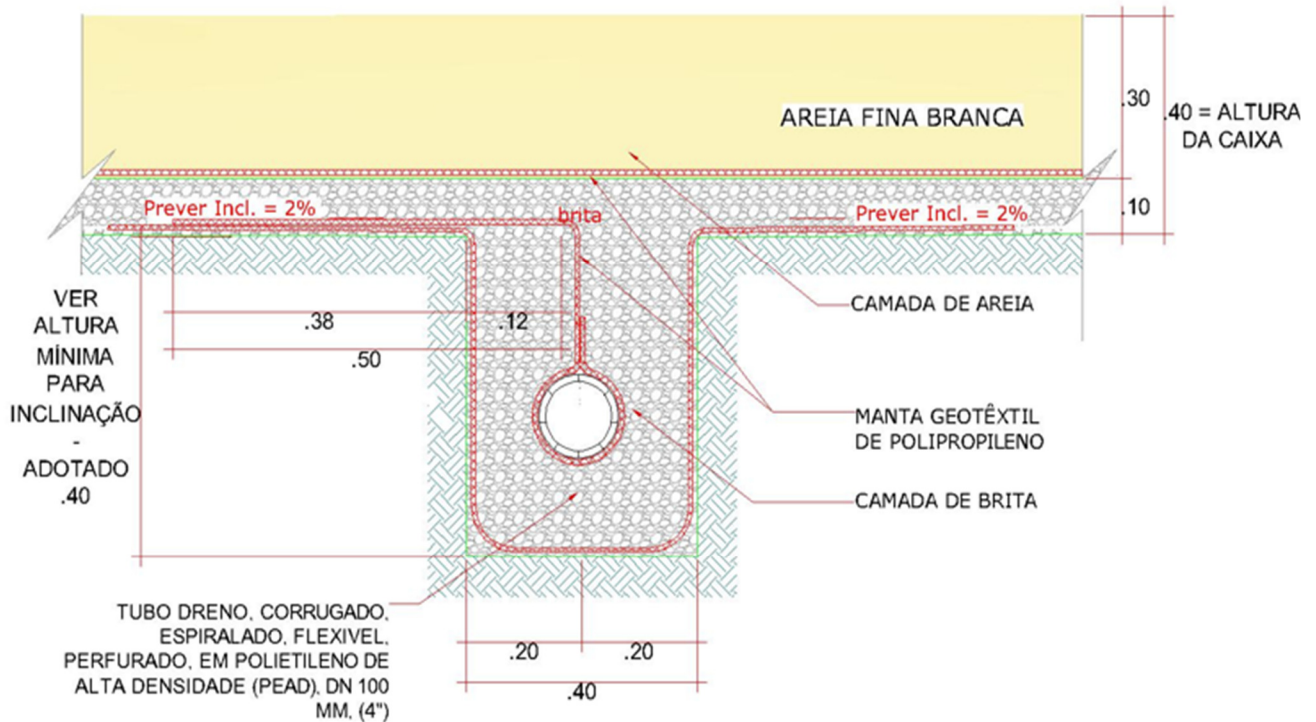 AREIA FINA BRANCA
.30
.40 = ALTURA
DA CAIXA
.10
Prever Incl. = 2%
brita
Prever Incl. = 2%
VER
ALTURA
MÍNIMA
PARA
INCLINAÇÃO
-
ADOTADO
.40
.38
.12
.50
CAMADA DE AREIA
MANTA GEOTÊXTIL
DE POLIPROPILENO
CAMADA DE BRITA
TUBO DRENO, CORRUGADO,
ESPIRALADO, FLEXIVEL,
PERFURADO, EM POLIETILENO DE
ALTA DENSIDADE (PEAD), DN 100
MM, (4")
.20
.20
.40